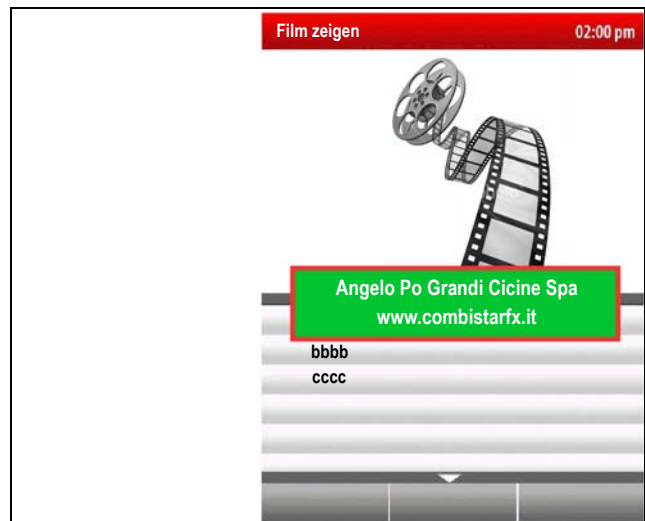 Film zeigen
02:00 pm
Angelo Po Grandi Cicine Spa
www.combistarfx.it
bbbb
cccc